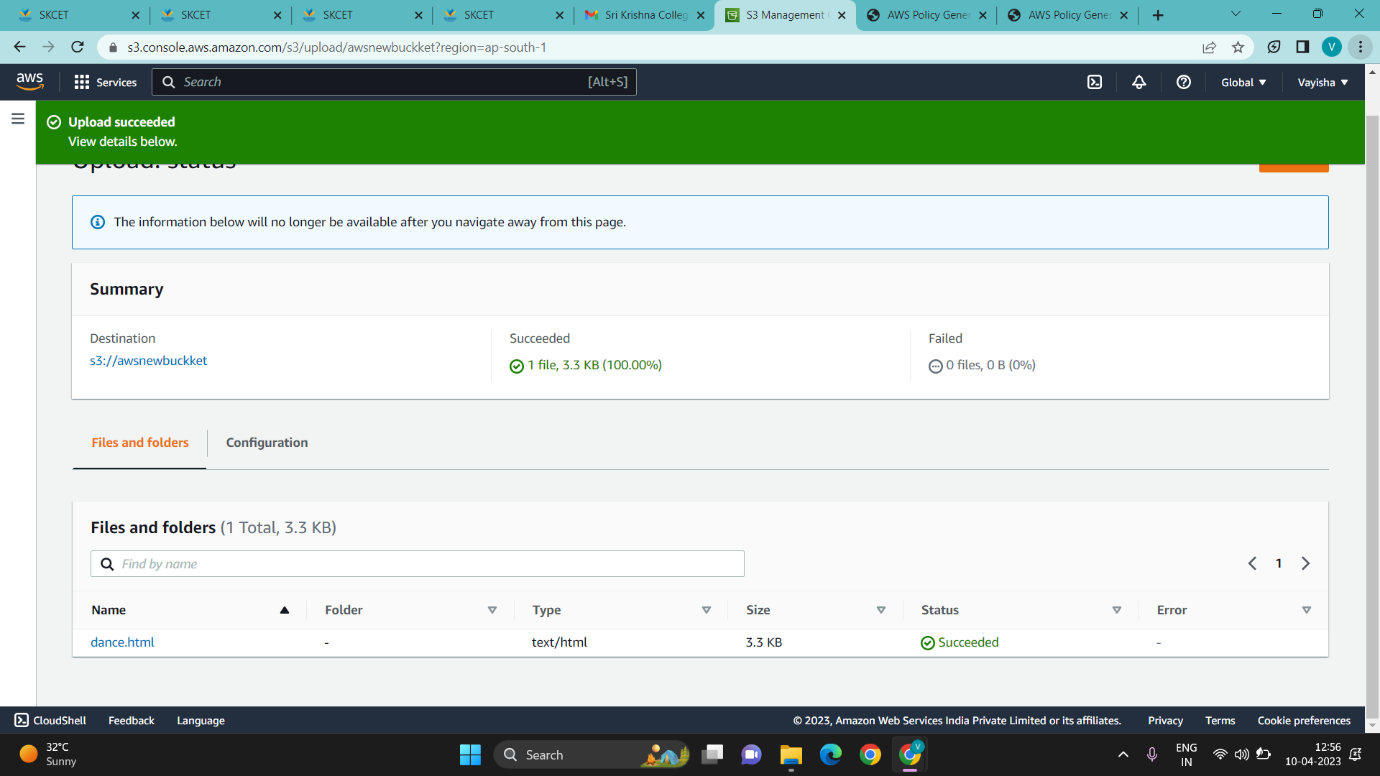 SKCET
SKCET
SKCET
SKCET
Sri Krishna Colleg
S3 Management
AWS Policy Gene
AWS Policy Gene
s3.console.aws.amazon.com/s3/upload/awsnewbuckket?region=ap-south-1
V
aws
Services
Search
[Alt+S]
Global
Vayisha
Upload succeeded
View details below.
Upload: status
The information below will no longer be available after you navigate away from this page.
Summary
Destination
s3://awsnewbuckket
Succeeded
1 file, 3.3 KB (100.00%)
Failed
0 files, 0 B (0%)
Files and folders
Configuration
Files and folders (1 Total, 3.3 KB)
Find by name
1
Name
Folder
Type
Size
Status
Error
dance.html
-
text/html
3.3 KB
Succeeded
-
CloudShell
Feedback
Language
© 2023, Amazon Web Services India Private Limited or its affiliates.
Privacy
Terms
Cookie preferences
32°C
Sunny
Search
V
ENG
IN
12:56
10-04-2023